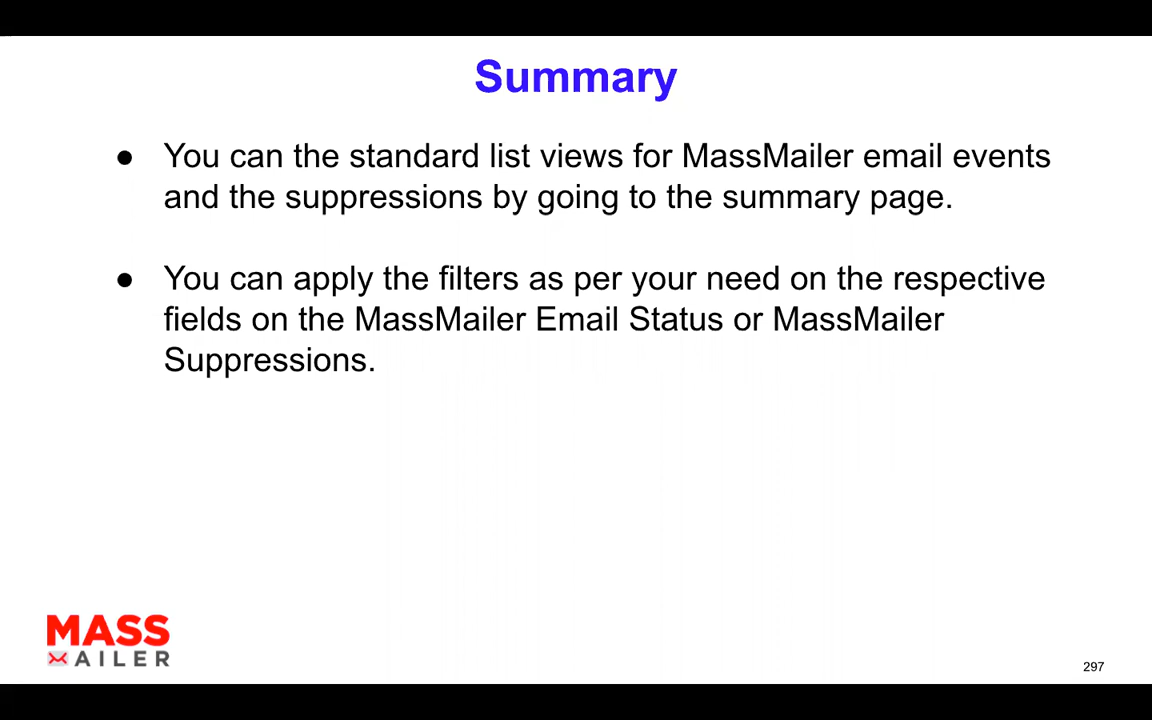 Summary
● You can the standard list views for MassMailer email events
and the suppressions by going to the summary page.
● You can apply the filters as per your need on the respective
fields on the MassMailer Email Status or MassMailer
Suppressions.
MASS
AILER
297